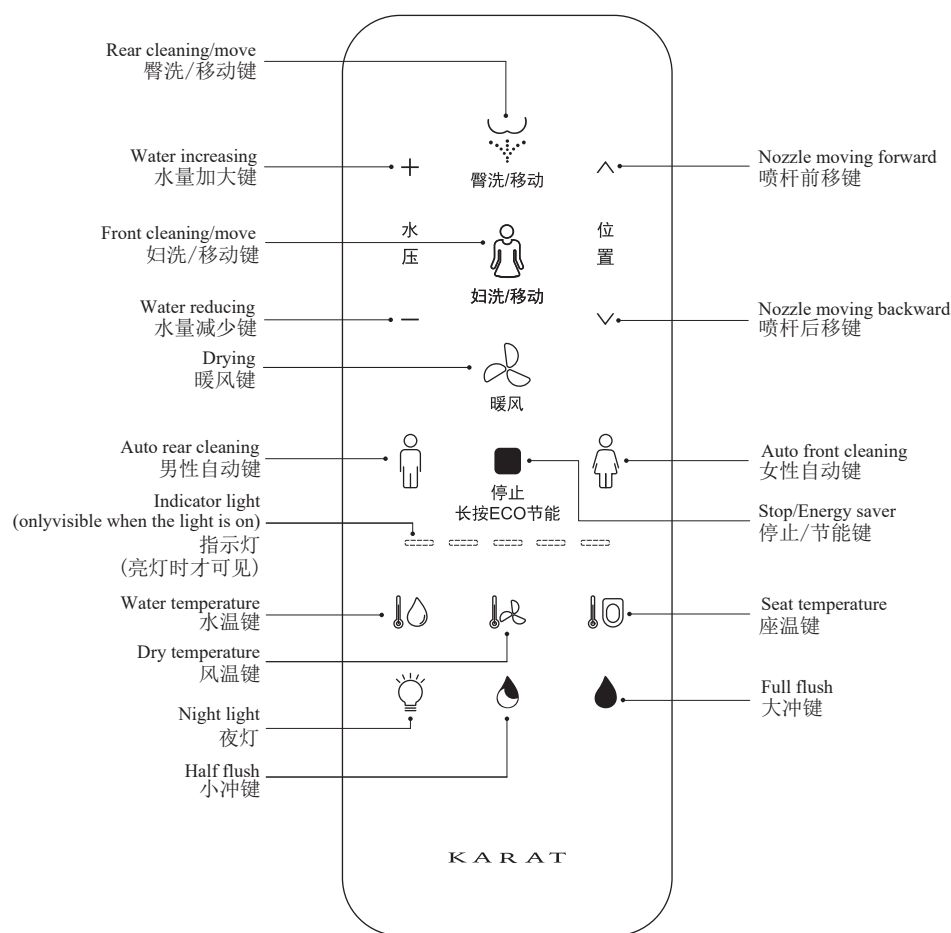 Rear cleaning/move
臀洗/移动键
Water increasing
水量加大键
Front cleaning/move
妇洗/移动键
Water reducing
水量减少键
Drying
暖风键
Auto rear cleaning
男性自动键
Indicator light
(onlyvisible when the light is on)
指示灯
(亮灯时才可见)
Water temperature
水温键
Dry temperature
风温键
Night light
夜灯
Half flush
小冲键
臀洗/移动
水
压
位
置
妇洗/移动
暖风
停止
长按ECO节能
KARAT
Nozzle moving forward
喷杆前移键
Nozzle moving backward
喷杆后移键
Auto front cleaning
女性自动键
Stop/Energy saver
停止/节能键
Seat temperature
座温键
Full flush
大冲键